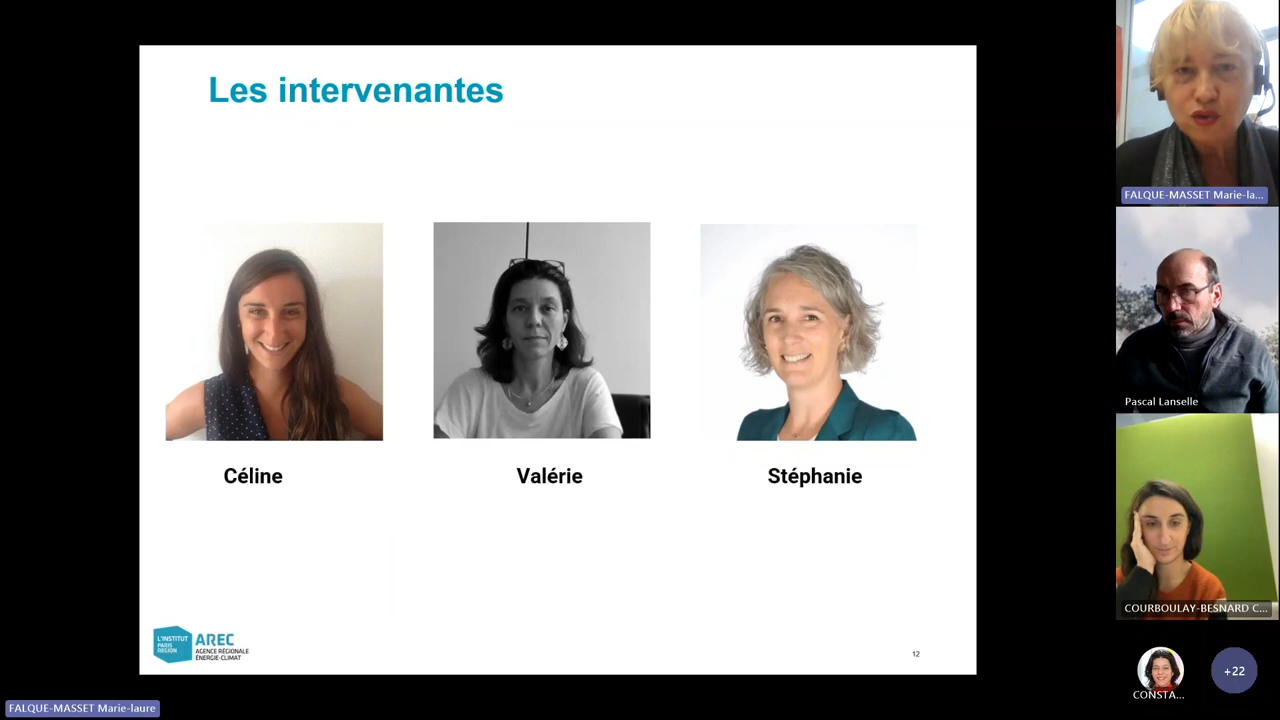 Les intervenantes
Céline
Valérie
Stéphanie
L'INSTITUT
PARIS
REGION
AREC
AGENCE RÉGIONALE
ÉNERGIE-CLIMAT
12
FALQUE-MASSET Marie-la...
Pascal Lanselle
COURBOULAY-BESNARD C...
CONSTA...
+22
FALQUE-MASSET Marie-laure